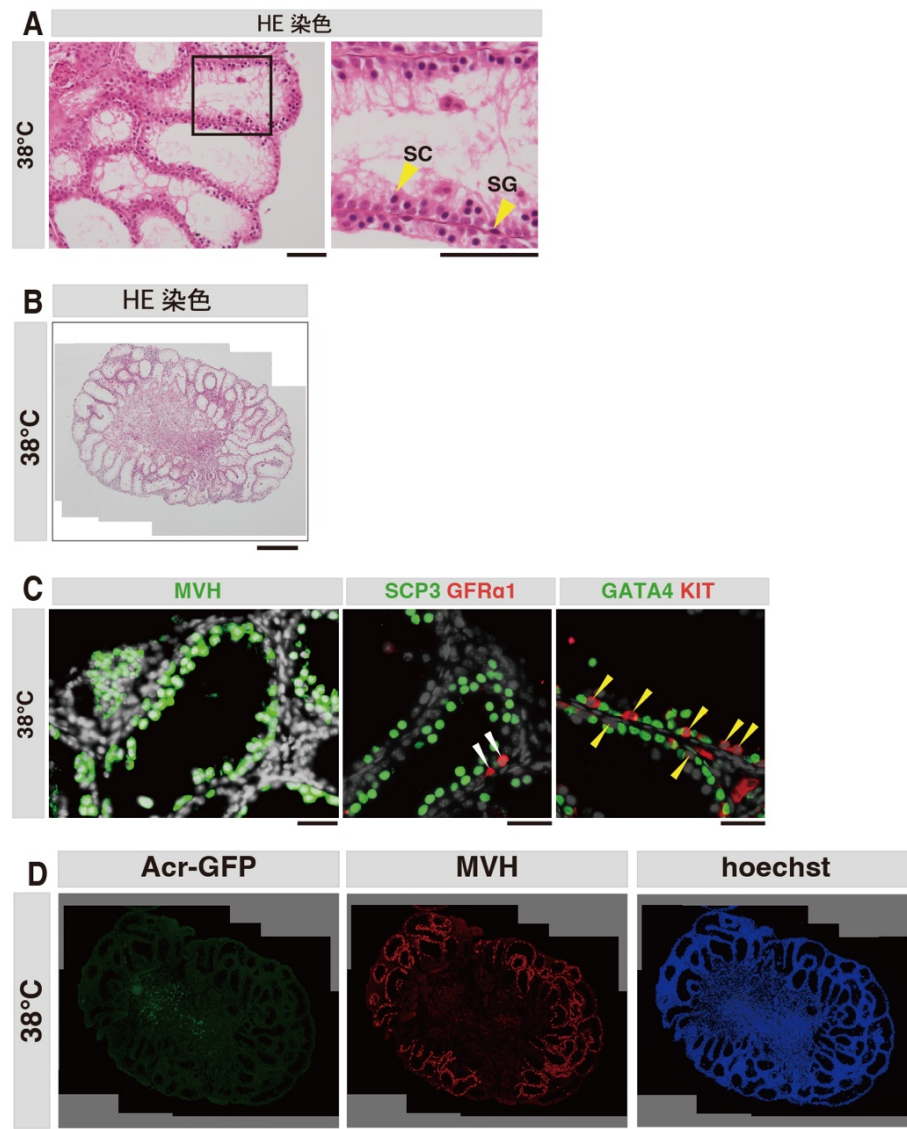 A
HE 染色
38°C
SC
SG
B
HE 染色
38°C
C
MVH
SCP3 GFRα1
GATA4 KIT
38°C
D
Acr-GFP
MVH
hoechst
38°C